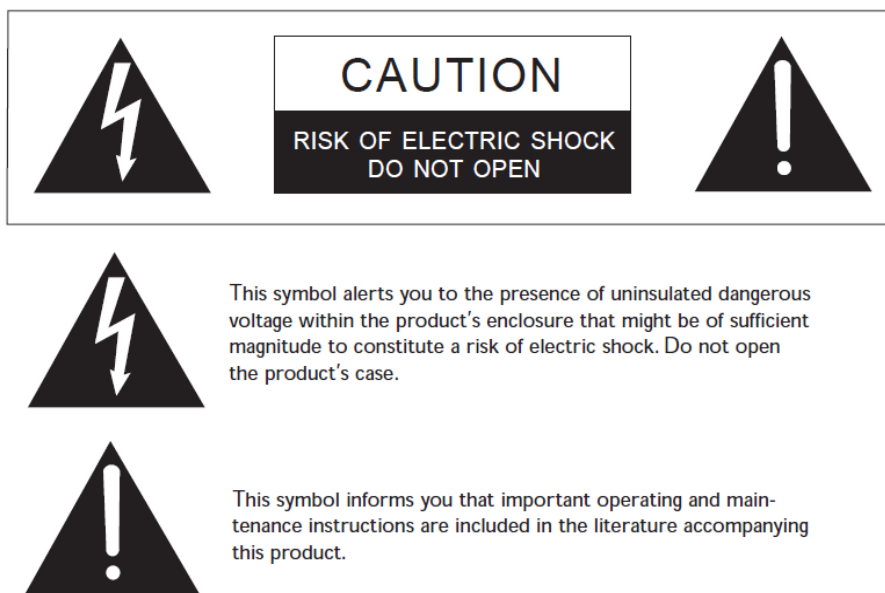 CAUTION
RISK OF ELECTRIC SHOCK
DO NOT OPEN
This symbol alerts you to the presence of uninsulated dangerous
voltage within the product's enclosure that might be of sufficient
magnitude to constitute a risk of electric shock. Do not open
the product's case.
This symbol informs you that important operating and main-
tenance instructions are included in the literature accompanying
this product.